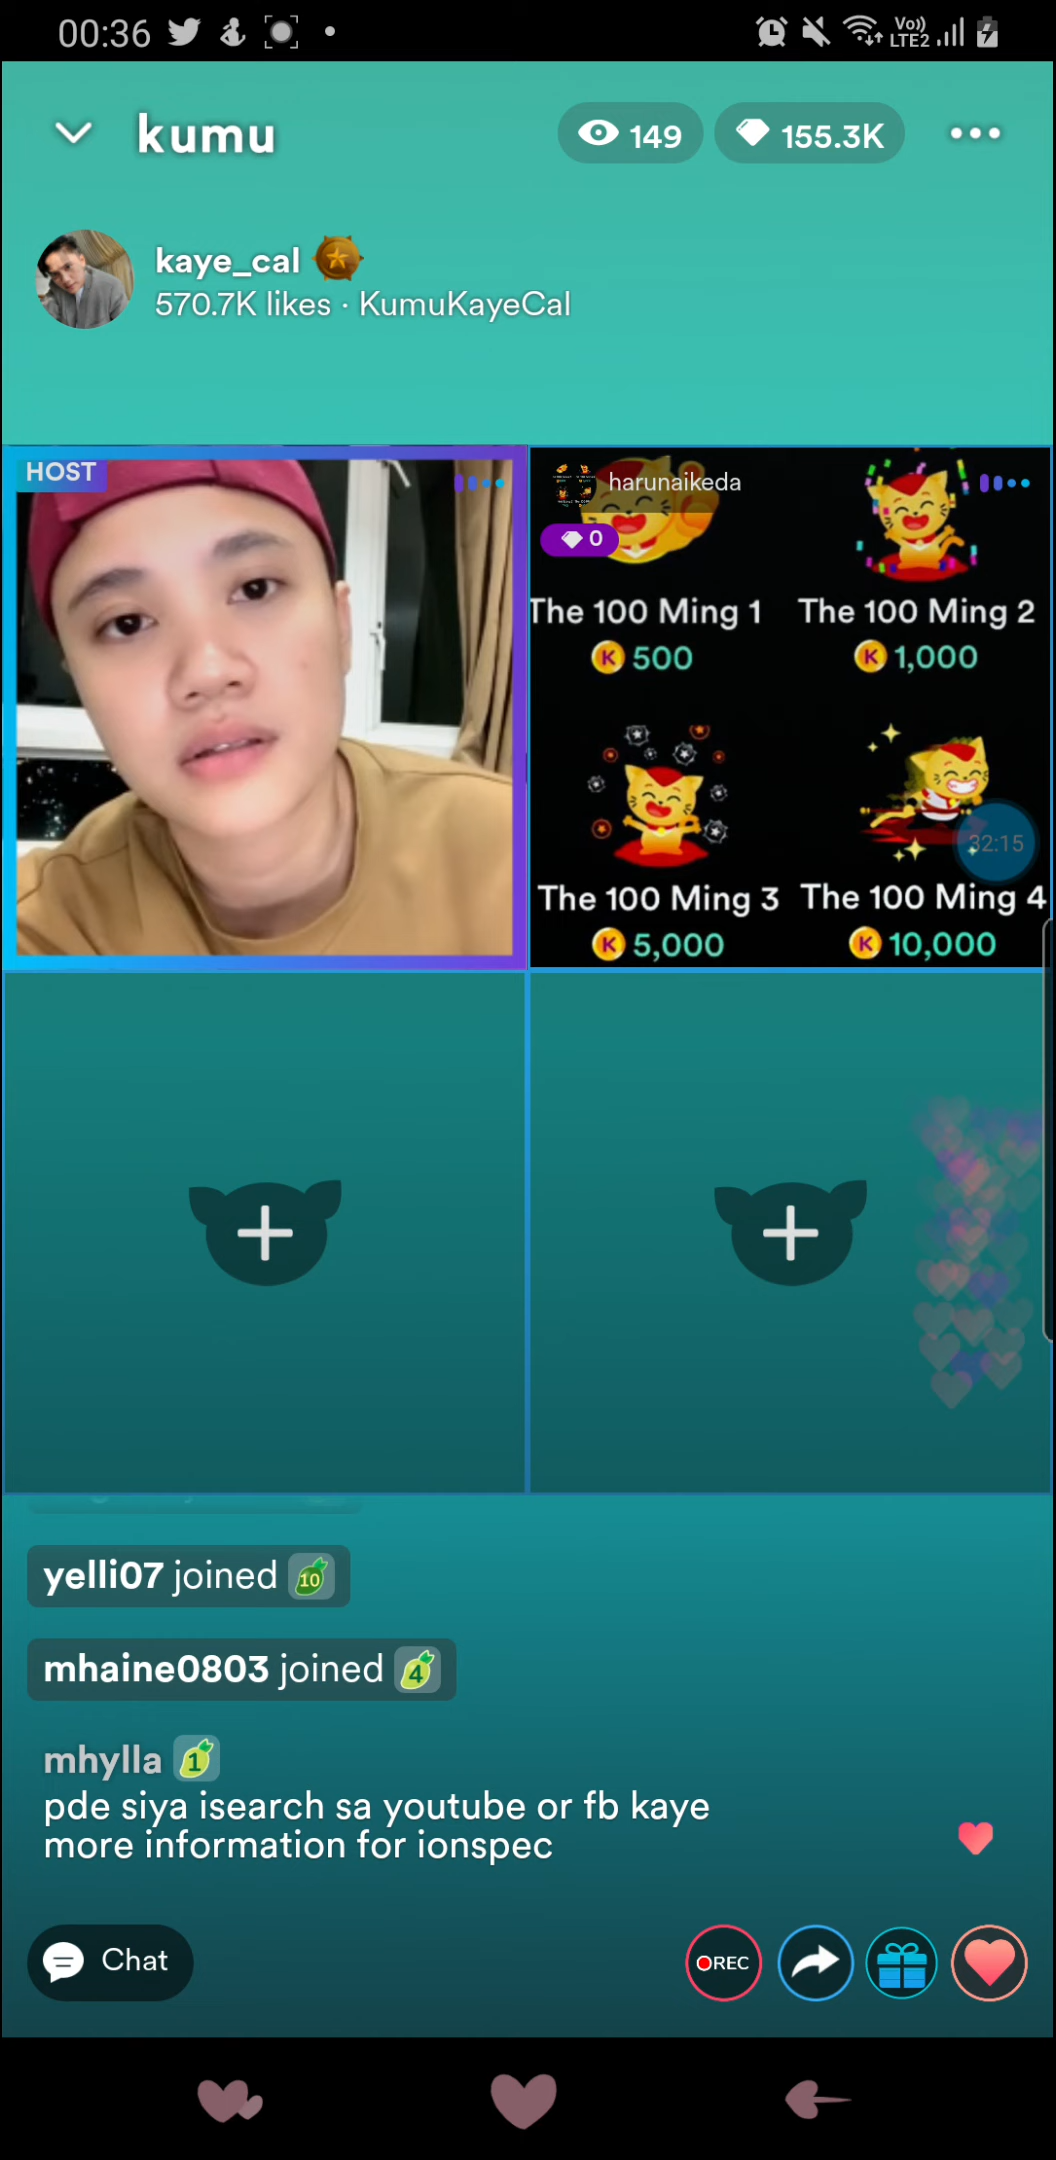 00:36
Vo)) LTE2
kumu
149
155.3K
kaye_cal
570.7K likes · KumuKayeCal
HOST
harunaikeda
0
The 100 Ming 1
The 100 Ming 2
K 500
K 1,000
32:15
The 100 Ming 3
The 100 Ming 4
K 5,000
K 10,000
yelli07 joined 10
mhaine0803 joined 4
mhylla 1
pde siya isearch sa youtube or fb kaye
more information for ionspec
Chat
REC